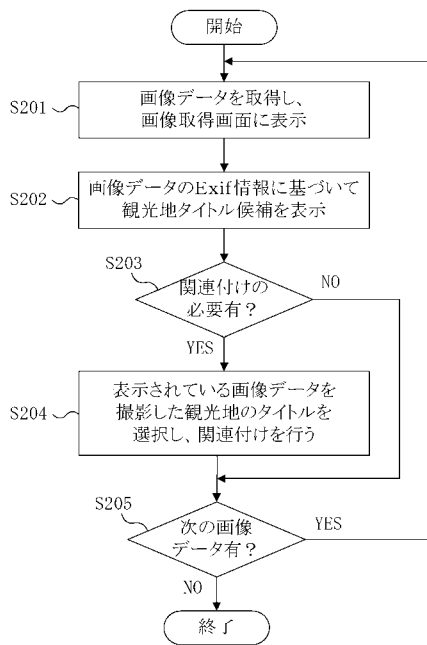 開始
S201
画像データを取得し、
画像取得画面に表示
S202
画像データのExif情報に基づいて
観光地タイトル候補を表示
S203
関連付けの
必要有?
NO
YES
S204
表示されている画像データを
撮影した観光地のタイトルを
選択し、関連付けを行う
S205
次の画像
データ有?
YES
NO
終了